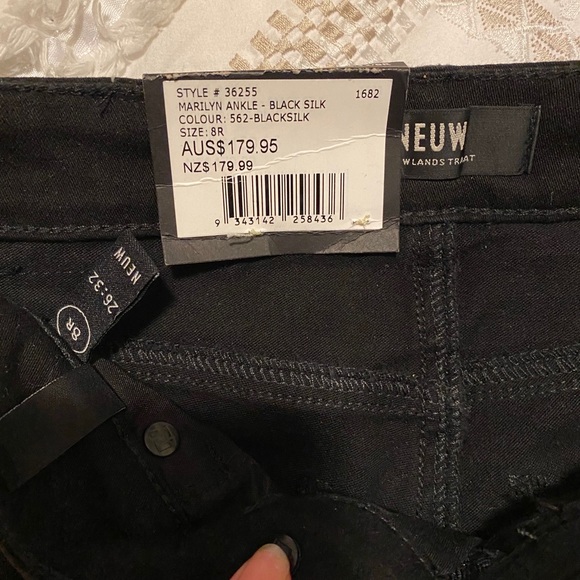 STYLE # 36255
MARILYN ANKLE - BLACK SILK 1682
COLOUR: 562-BLACKSILK
SIZE: 8R
AUS$179.95
NZ$179.99
9 343142 258436
NEUW
26:32
NEUW
8R